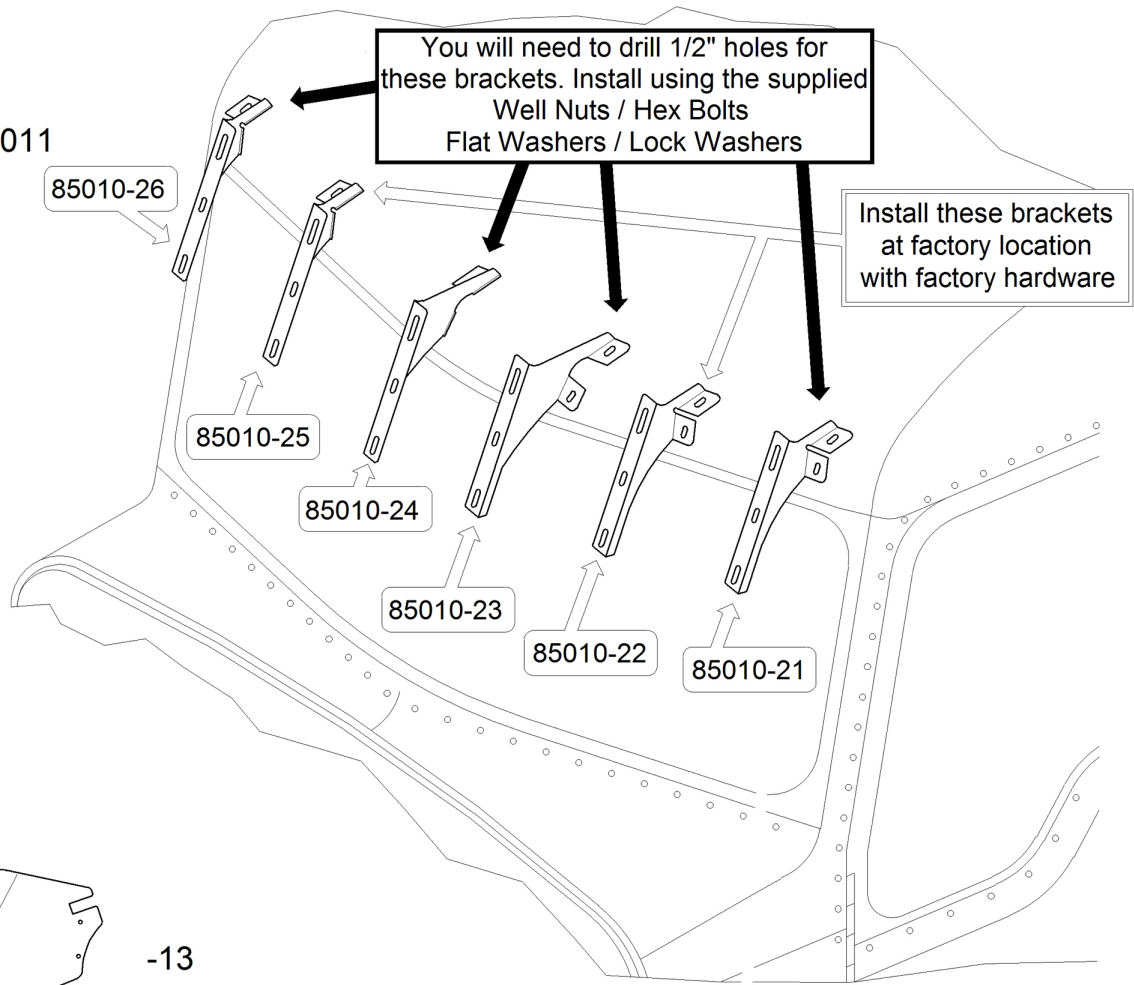 You will need to drill 1/2" holes for
these brackets. Install using the supplied
Well Nuts / Hex Bolts
Flat Washers / Lock Washers
011
85010-26
Install these brackets
at factory location
with factory hardware
85010-25
85010-24
85010-23
85010-22
85010-21
-13